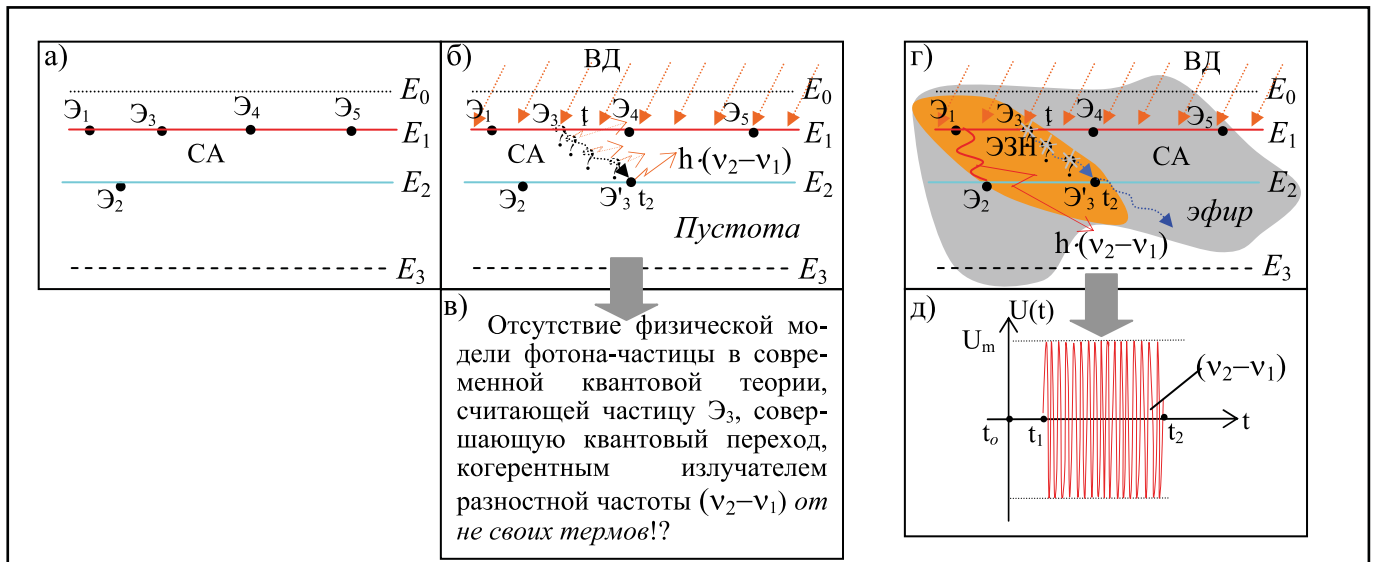 а)
E₀
Э₁ Э₃ Э₄ Э₅
E₁
СА
E₂
Э₂
E₃
б)
ВД
E₀
Э₁ Э₃ t Э₄ Э₅
E₁
СА
? ? ? ?
h·(ν₂−ν₁)
E₂
Э₂ Э'₃ t₂
Пустота
E₃
в)
Отсутствие физической мо-
дели фотона-частицы в совре-
менной квантовой теории,
считающей частицу Э₃, совер-
шающую квантовый переход,
когерентным излучателем
разностной частоты (ν₂−ν₁) от
не своих термов!?
г)
ВД
E₀
Э₁ Э₃ t Э₄ Э₅
E₁
ЭЗН СА
? ?
E₂
Э₂ Э'₃ t₂
эфир
h·(ν₂−ν₁)
E₃
д)
U(t)
Uₘ
(ν₂−ν₁)
tₒ t₁ t₂ t